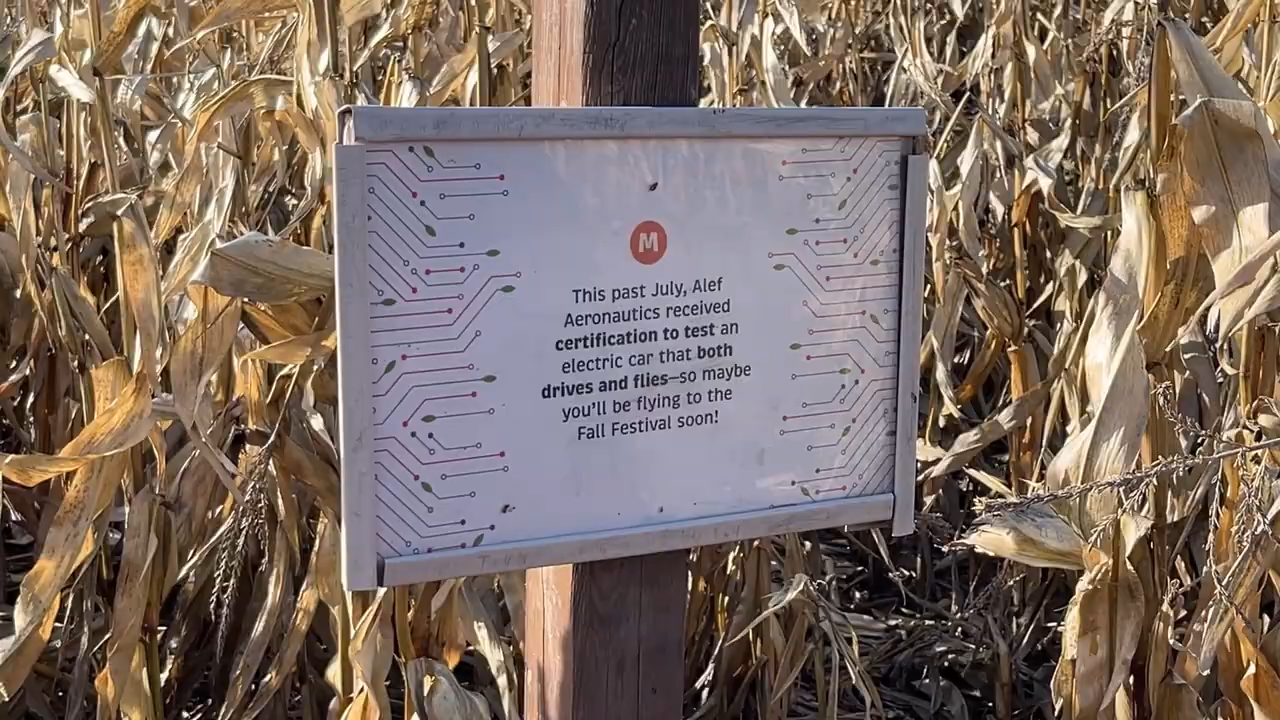 M
This past July, Alef
Aeronautics received
certification to test an
electric car that both
drives and flies—so maybe
you'll be flying to the
Fall Festival soon!